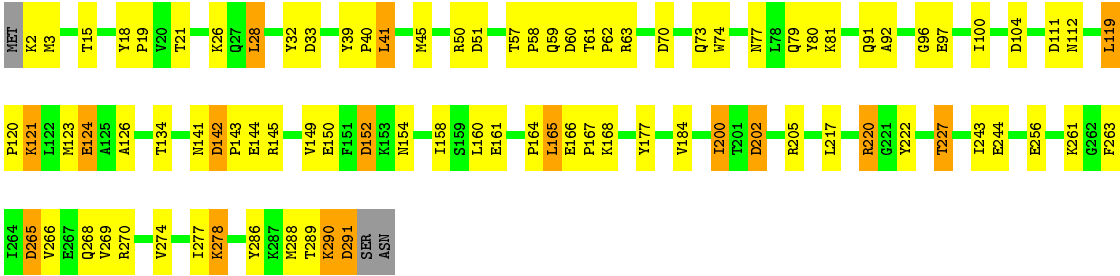 MET K2 M3 T15 Y18 P19 V20 T21 K26 Q27 L28 Y32 D33 Y39 P40 L41 M45 R50 D51 T57 P58 Q59 D60 T61 P62 R63 D70 Q73 W74 N77 L78 Q79 Y80 K81 Q91 A92 G96 E97 I100 D104 D111 N112 L119
P120 K121 L122 M123 E124 A125 A126 T134 N141 D142 P143 E144 R145 V149 E150 F151 D152 K153 N154 I158 S159 L160 E161 P164 L165 E166 P167 K168 Y177 V184 I200 T201 D202 R205 L217 R220 G221 Y222 T227 I243 E244 E256 K261 G262 F263
I264 D265 V266 E267 Q268 V269 R270 V274 I277 K278 Y286 K287 M288 T289 K290 D291 SER ASN